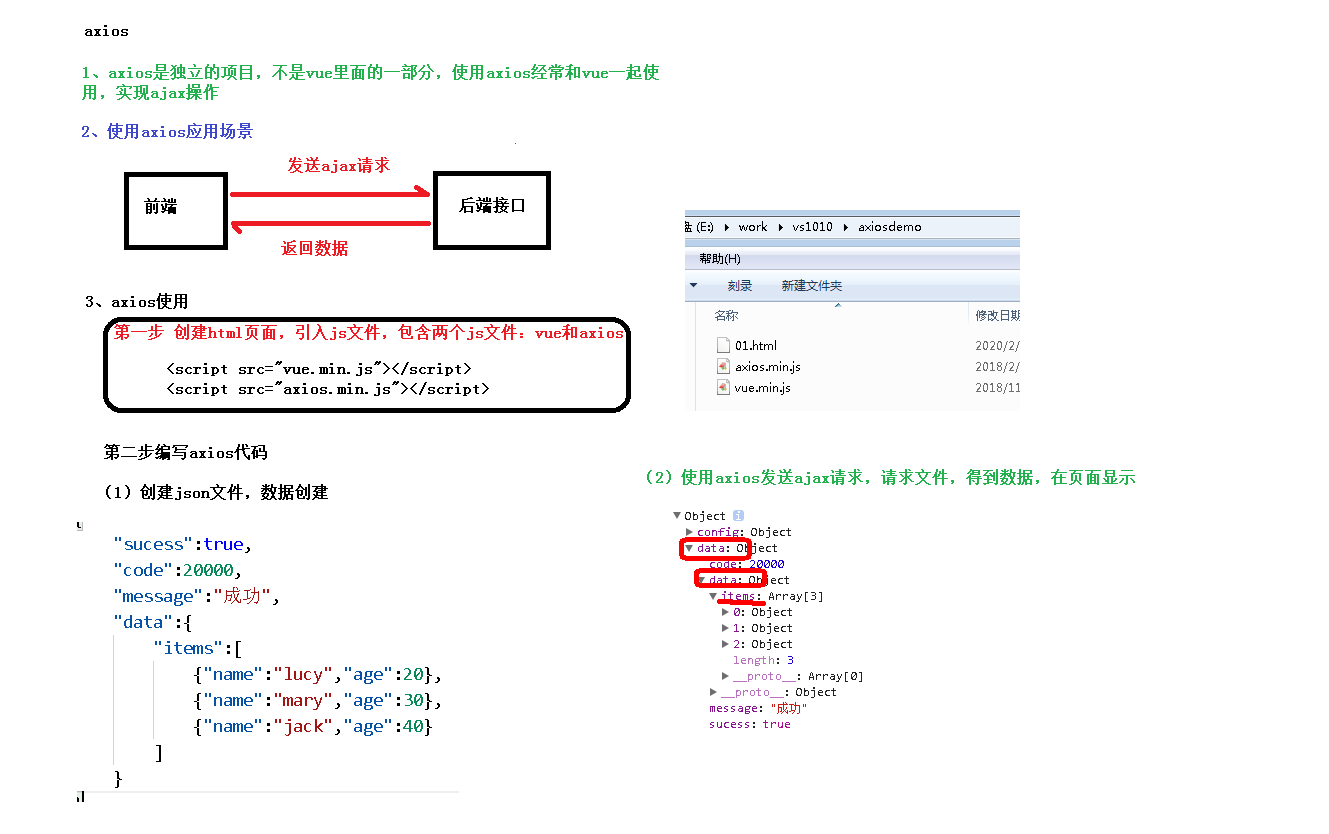 axios
1、axios是独立的项目，不是vue里面的一部分，使用axios经常和vue一起使
用，实现ajax操作
2、使用axios应用场景
发送ajax请求
前端
后端接口
返回数据
3、axios使用
第一步 创建html页面，引入js文件，包含两个js文件：vue和axios
<script src="vue.min.js"></script>
<script src="axios.min.js"></script>
盘 (E:) ▸ work ▸ vs1010 ▸ axiosdemo
帮助(H)
刻录 新建文件夹
名称 修改日期
01.html 2020/2/
axios.min.js 2018/2/
vue.min.js 2018/11
第二步编写axios代码
（1）创建json文件，数据创建
"sucess":true,
"code":20000,
"message":"成功",
"data":{
"items":[
{"name":"lucy","age":20},
{"name":"mary","age":30},
{"name":"jack","age":40}
]
}
（2）使用axios发送ajax请求，请求文件，得到数据，在页面显示
Object
config: Object
data: Object
code: 20000
data: Object
items: Array[3]
0: Object
1: Object
2: Object
length: 3
__proto__: Array[0]
__proto__: Object
message: "成功"
sucess: true